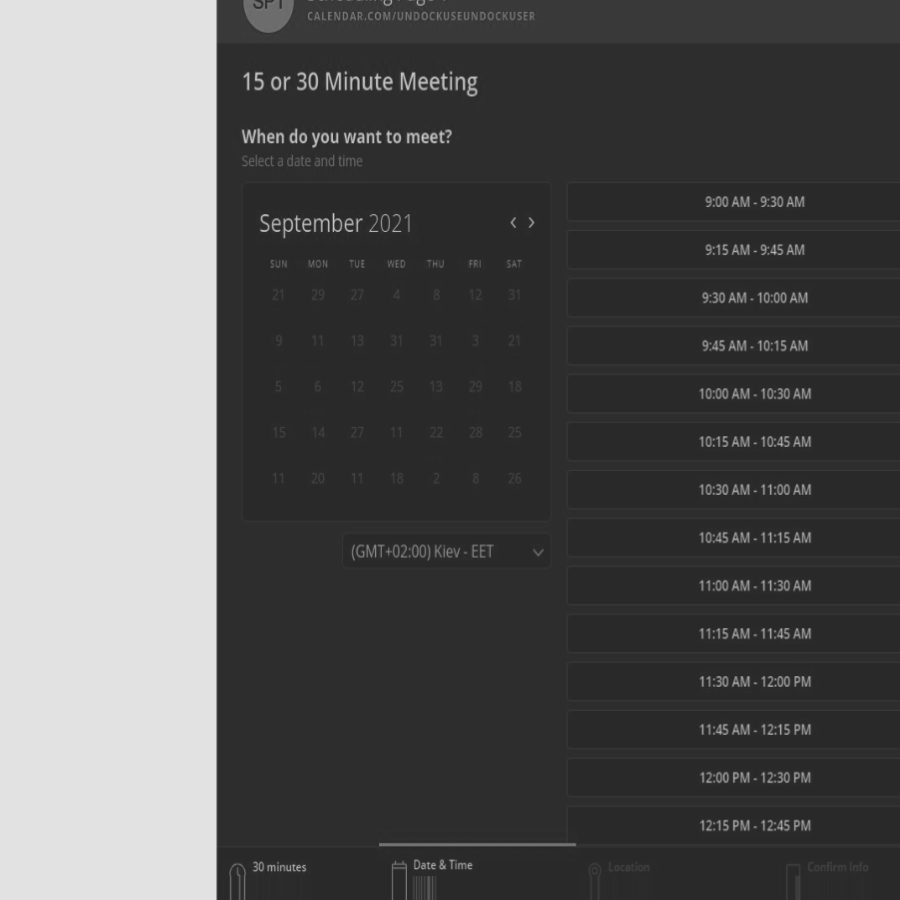 SPT
CALENDAR.COM/UNDOCKUSEUNDOCKUSER
15 or 30 Minute Meeting
When do you want to meet?
Select a date and time
September 2021
SUN MON TUE WED THU FRI SAT
21 29 27 4 8 12 31
9 11 13 31 31 3 21
5 6 12 25 13 29 18
15 14 27 11 22 28 25
11 20 11 18 2 8 26
(GMT+02:00) Kiev - EET
9:00 AM - 9:30 AM
9:15 AM - 9:45 AM
9:30 AM - 10:00 AM
9:45 AM - 10:15 AM
10:00 AM - 10:30 AM
10:15 AM - 10:45 AM
10:30 AM - 11:00 AM
10:45 AM - 11:15 AM
11:00 AM - 11:30 AM
11:15 AM - 11:45 AM
11:30 AM - 12:00 PM
11:45 AM - 12:15 PM
12:00 PM - 12:30 PM
12:15 PM - 12:45 PM
30 minutes
Date & Time
Location
Confirm Info